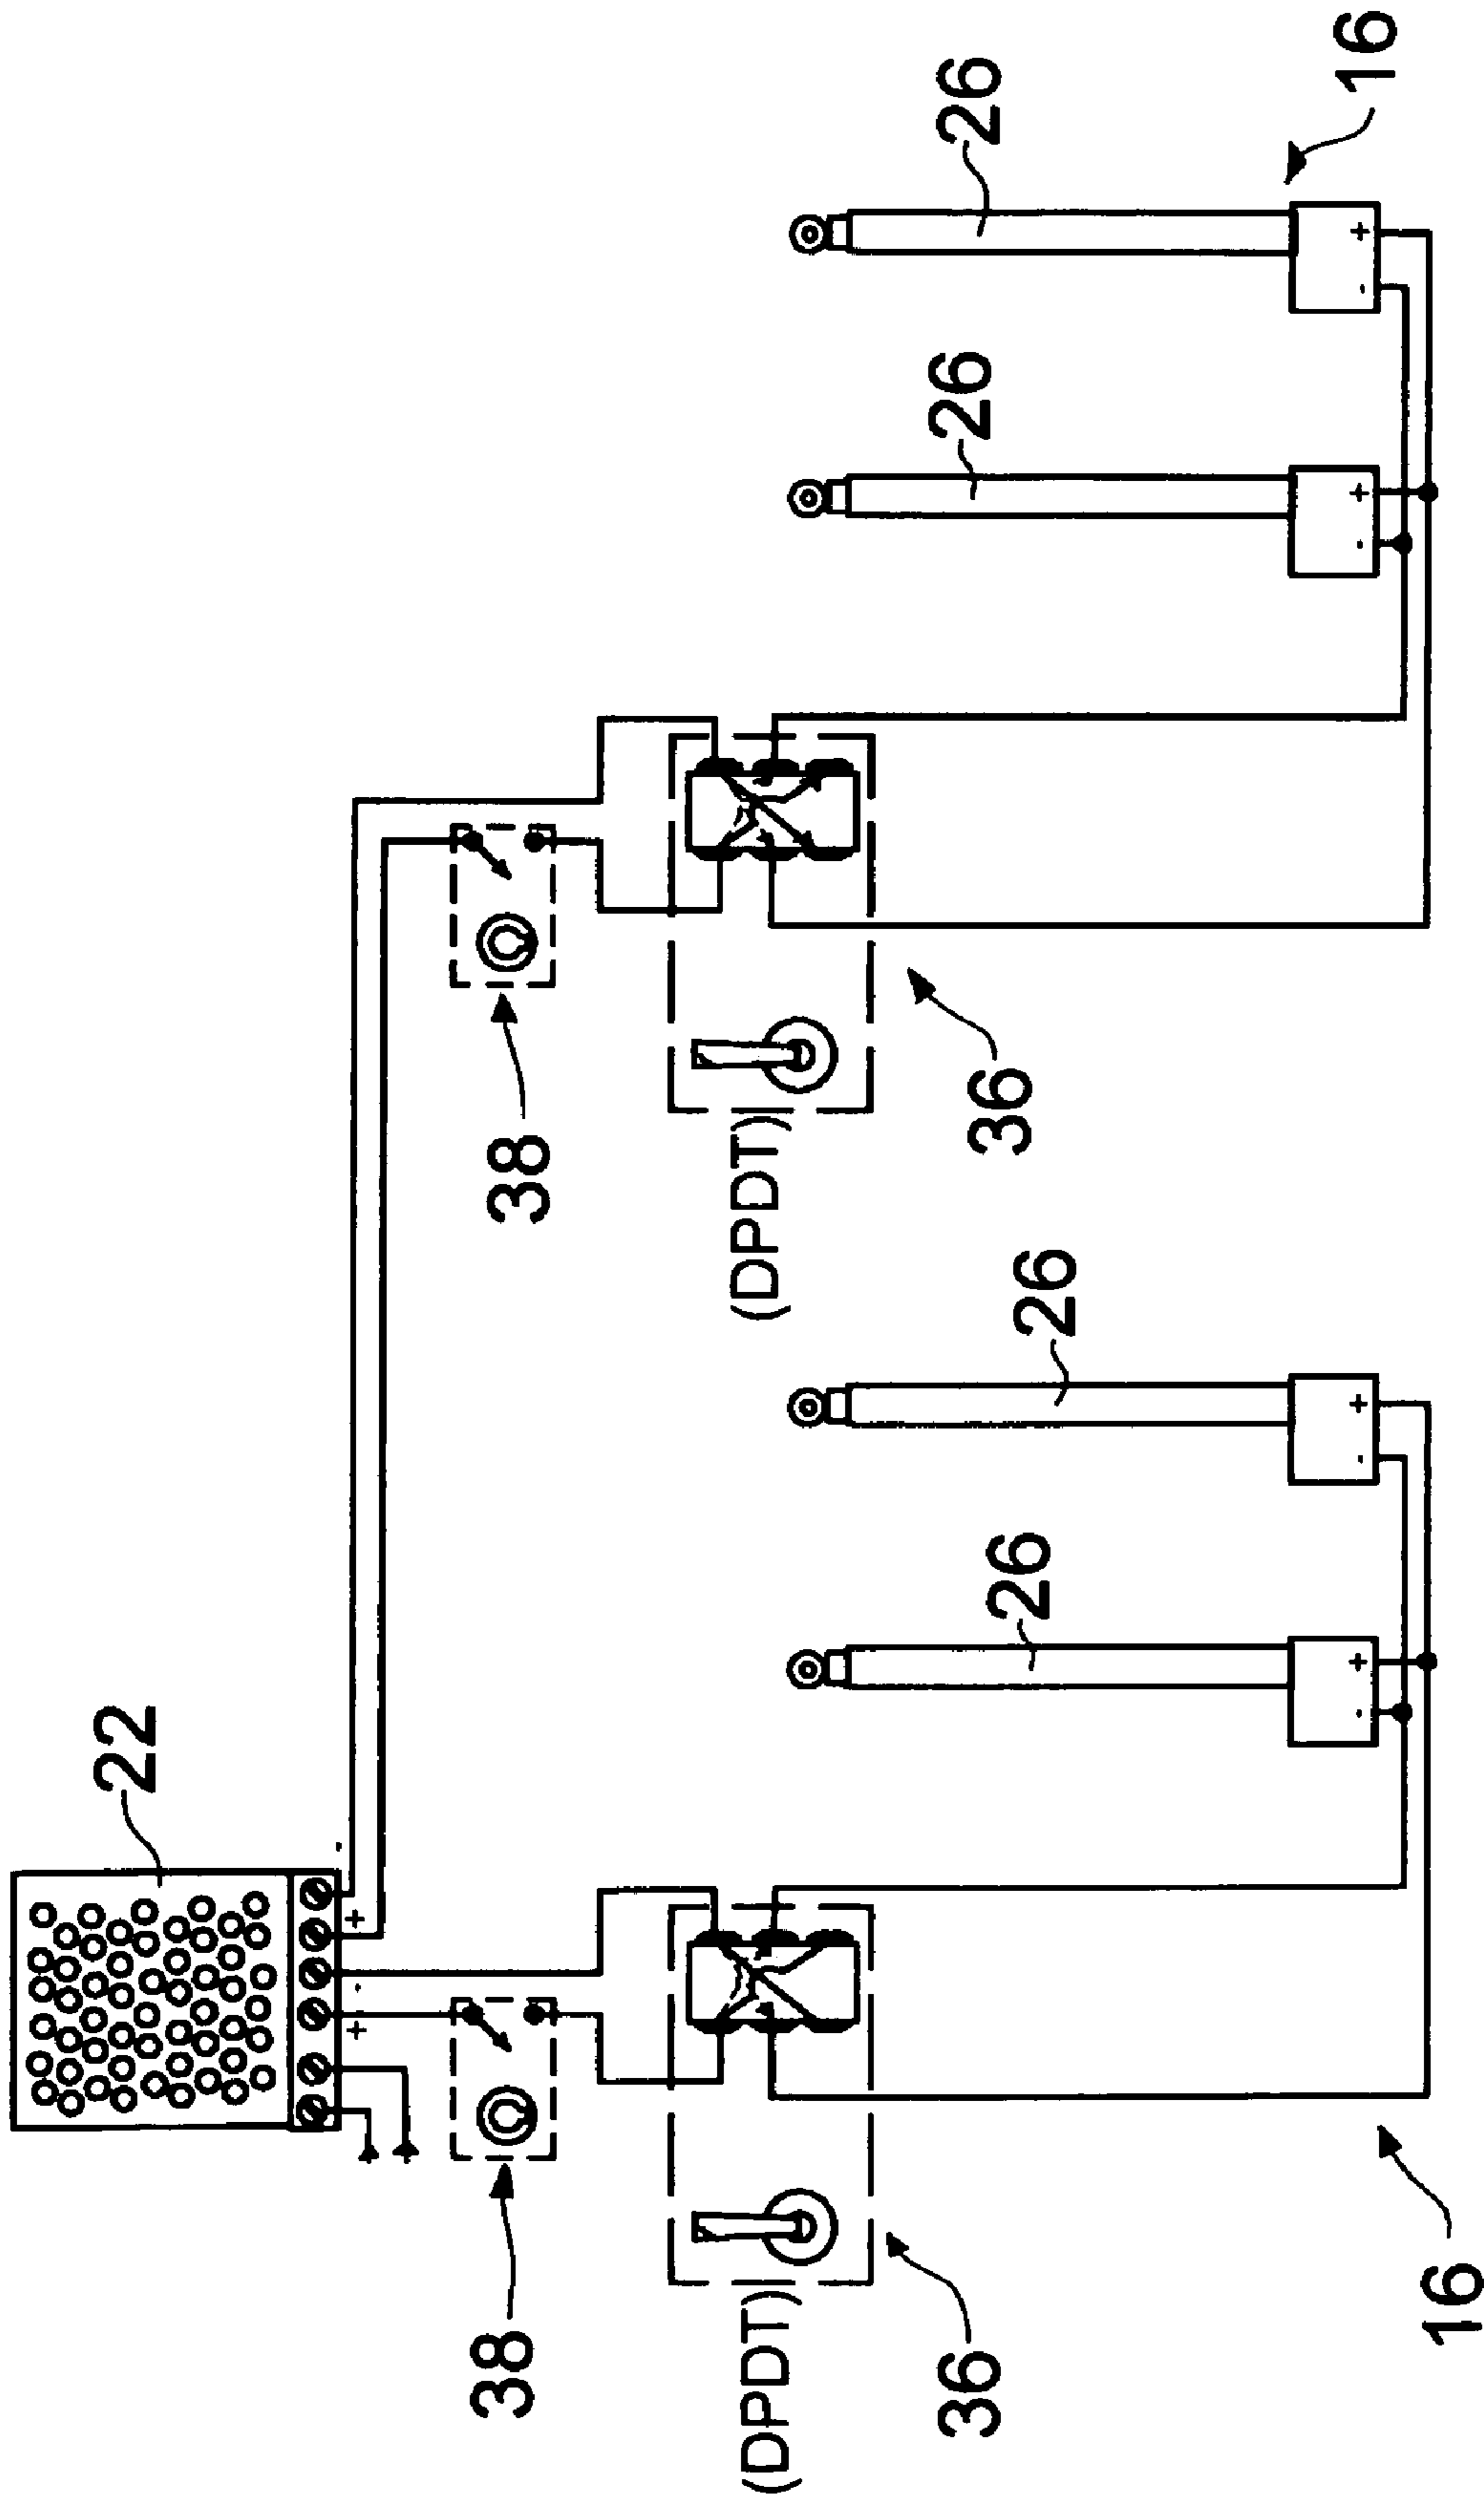 22
+ - + -
38 38
(DPDT) (DPDT)
36 26 26 36 26 26
- + - + - + - +
16
16